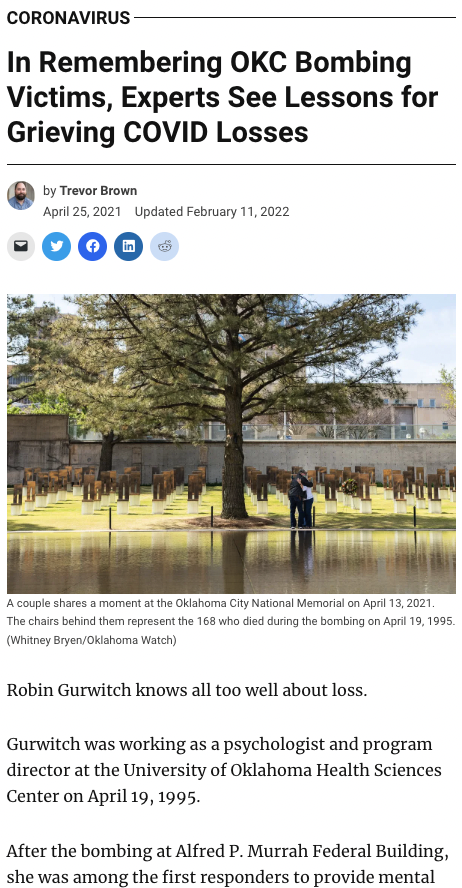 CORONAVIRUS
In Remembering OKC Bombing
Victims, Experts See Lessons for
Grieving COVID Losses
by Trevor Brown
April 25, 2021 Updated February 11, 2022
A couple shares a moment at the Oklahoma City National Memorial on April 13, 2021.
The chairs behind them represent the 168 who died during the bombing on April 19, 1995.
(Whitney Bryen/Oklahoma Watch)
Robin Gurwitch knows all too well about loss.
Gurwitch was working as a psychologist and program
director at the University of Oklahoma Health Sciences
Center on April 19, 1995.
After the bombing at Alfred P. Murrah Federal Building,
she was among the first responders to provide mental